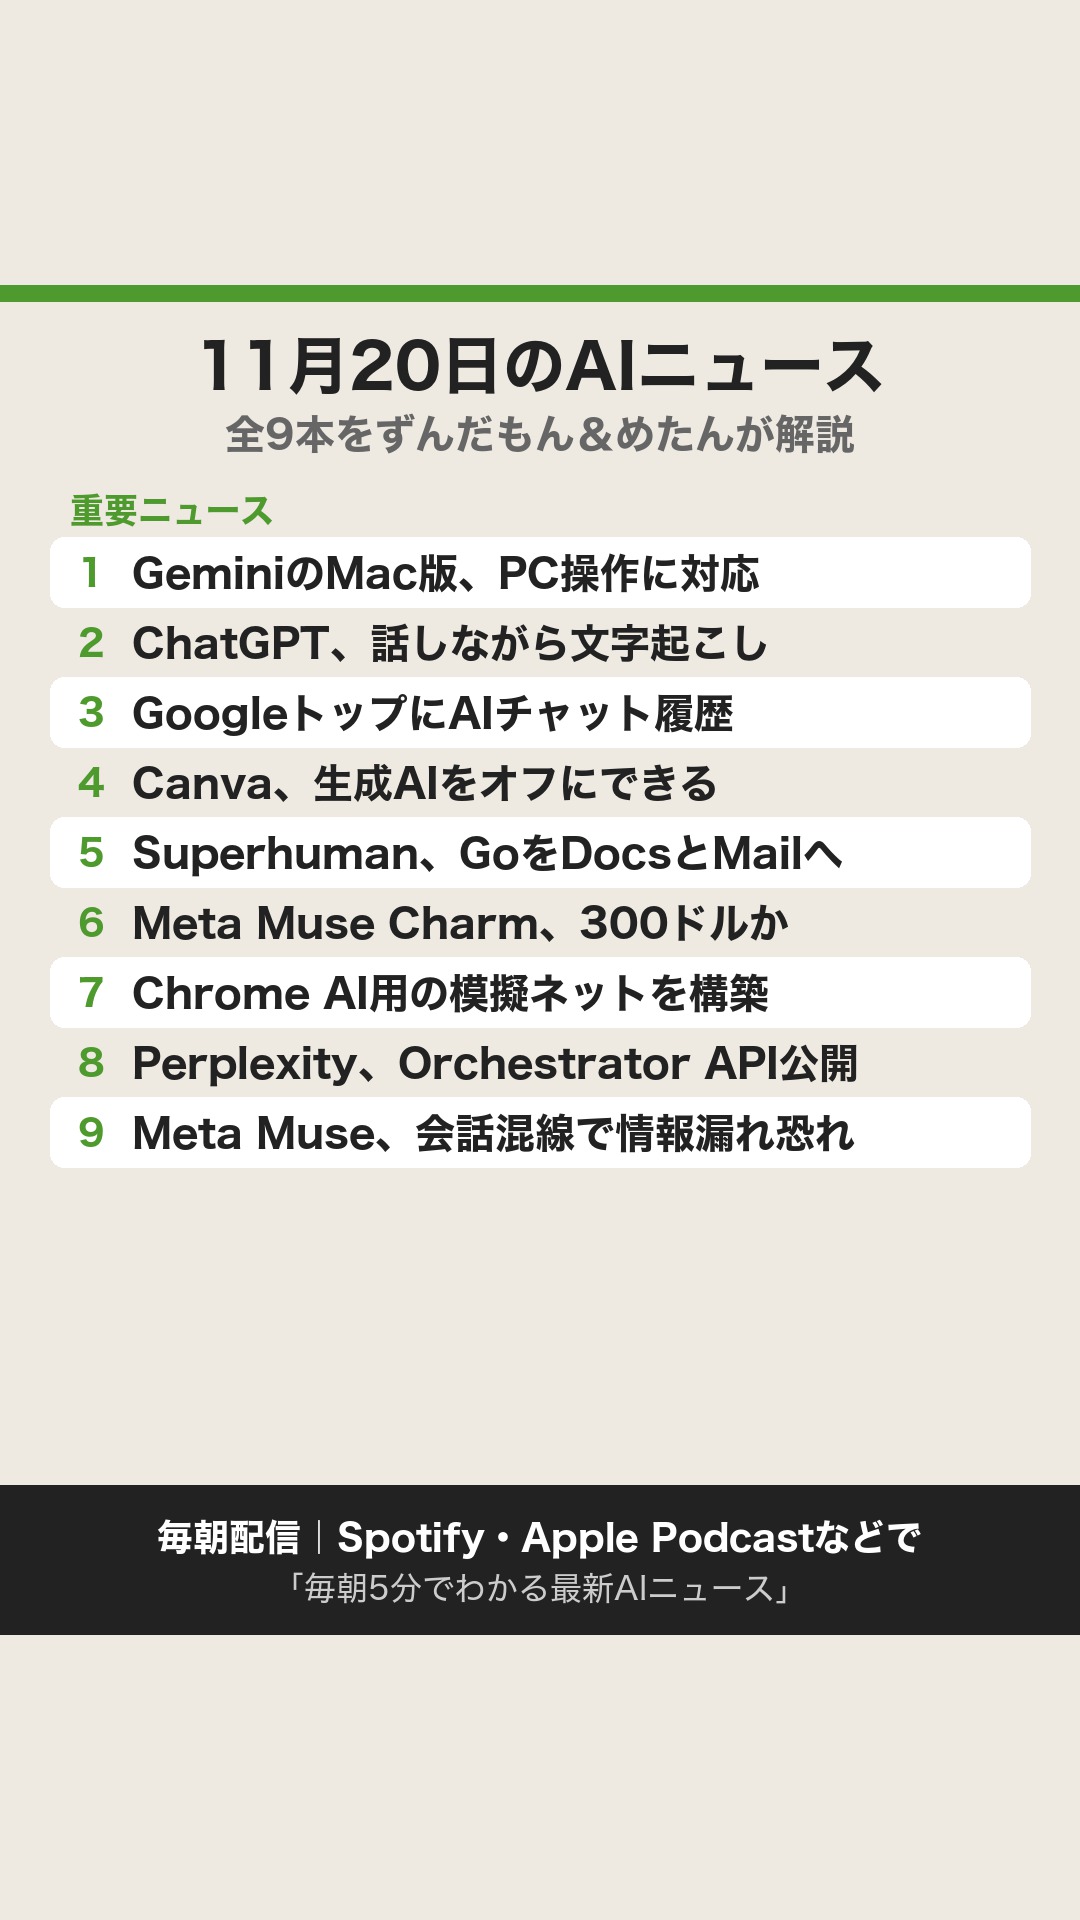 11月20日のAIニュース
全9本をずんだもん&めたんが解説
重要ニュース
1 GeminiのMac版、PC操作に対応
2 ChatGPT、話しながら文字起こし
3 GoogleトップにAIチャット履歴
4 Canva、生成AIをオフにできる
5 Superhuman、GoをDocsとMailへ
6 Meta Muse Charm、300ドルか
7 Chrome AI用の模擬ネットを構築
8 Perplexity、Orchestrator API公開
9 Meta Muse、会話混線で情報漏れ恐れ
毎朝配信｜Spotify・Apple Podcastなどで
「毎朝5分でわかる最新AIニュース」